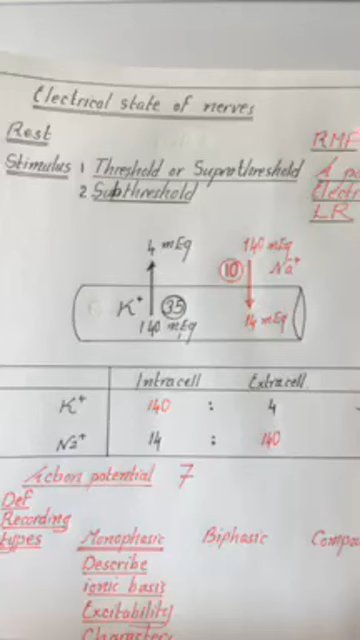 Electrical state of nerves
Rest
RMP
Stimulus 1 Threshold or Suprathreshold
2 Subthreshold
LR
4 mEq
140 mEq
10 Na+
K+ 35
140 mEq
14 mEq
Intracell Extracell
K+ 140 : 4
Na+ 14 : 140
Action potential 7
Def
Recording
types Monophasic Biphasic
Describe
ionic basis
Excitability